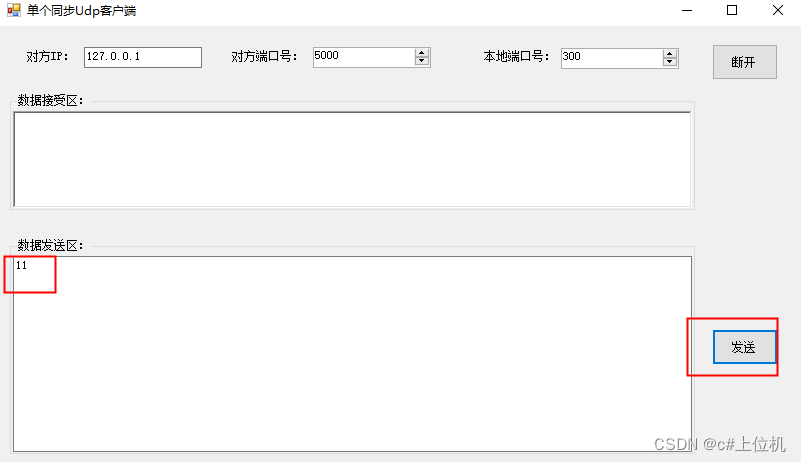 单个同步Udp客户端
对方IP: 127.0.0.1 对方端口号: 5000 本地端口号: 300 断开
数据接受区:
数据发送区:
11
发送
CSDN @c#上位机